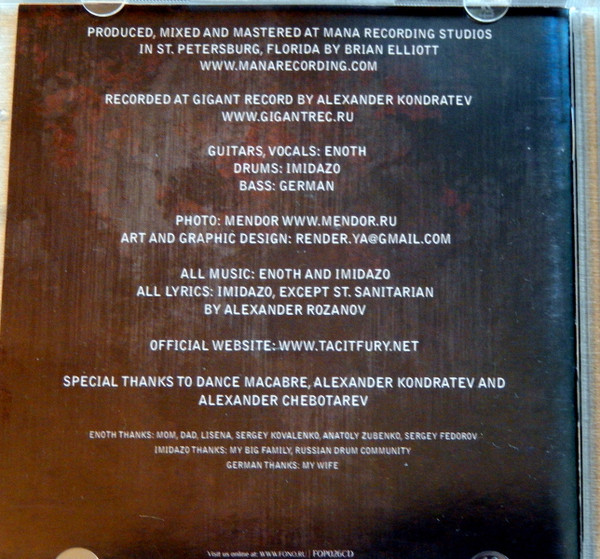 PRODUCED, MIXED AND MASTERED AT MANA RECORDING STUDIOS
IN ST. PETERSBURG, FLORIDA BY BRIAN ELLIOTT
WWW.MANARECORDING.COM
RECORDED AT GIGANT RECORD BY ALEXANDER KONDRATEV
WWW.GIGANTREC.RU
GUITARS, VOCALS: ENOTH
DRUMS: IMIDAZO
BASS: GERMAN
PHOTO: MENDOR WWW.MENDOR.RU
ART AND GRAPHIC DESIGN: RENDER.YA@GMAIL.COM
ALL MUSIC: ENOTH AND IMIDAZO
ALL LYRICS: IMIDAZO, EXCEPT ST. SANITARIAN
BY ALEXANDER ROZANOV
OFFICIAL WEBSITE: WWW.TACITFURY.NET
SPECIAL THANKS TO DANCE MACABRE, ALEXANDER KONDRATEV AND
ALEXANDER CHEBOTAREV
ENOTH THANKS: MOM, DAD, LISENA, SERGEY KOVALENKO, ANATOLY ZUBENKO, SERGEY FEDOROV
IMIDAZO THANKS: MY BIG FAMILY, RUSSIAN DRUM COMMUNITY
GERMAN THANKS: MY WIFE
Visit us online at: WWW.FONO.RU | FOP026CD